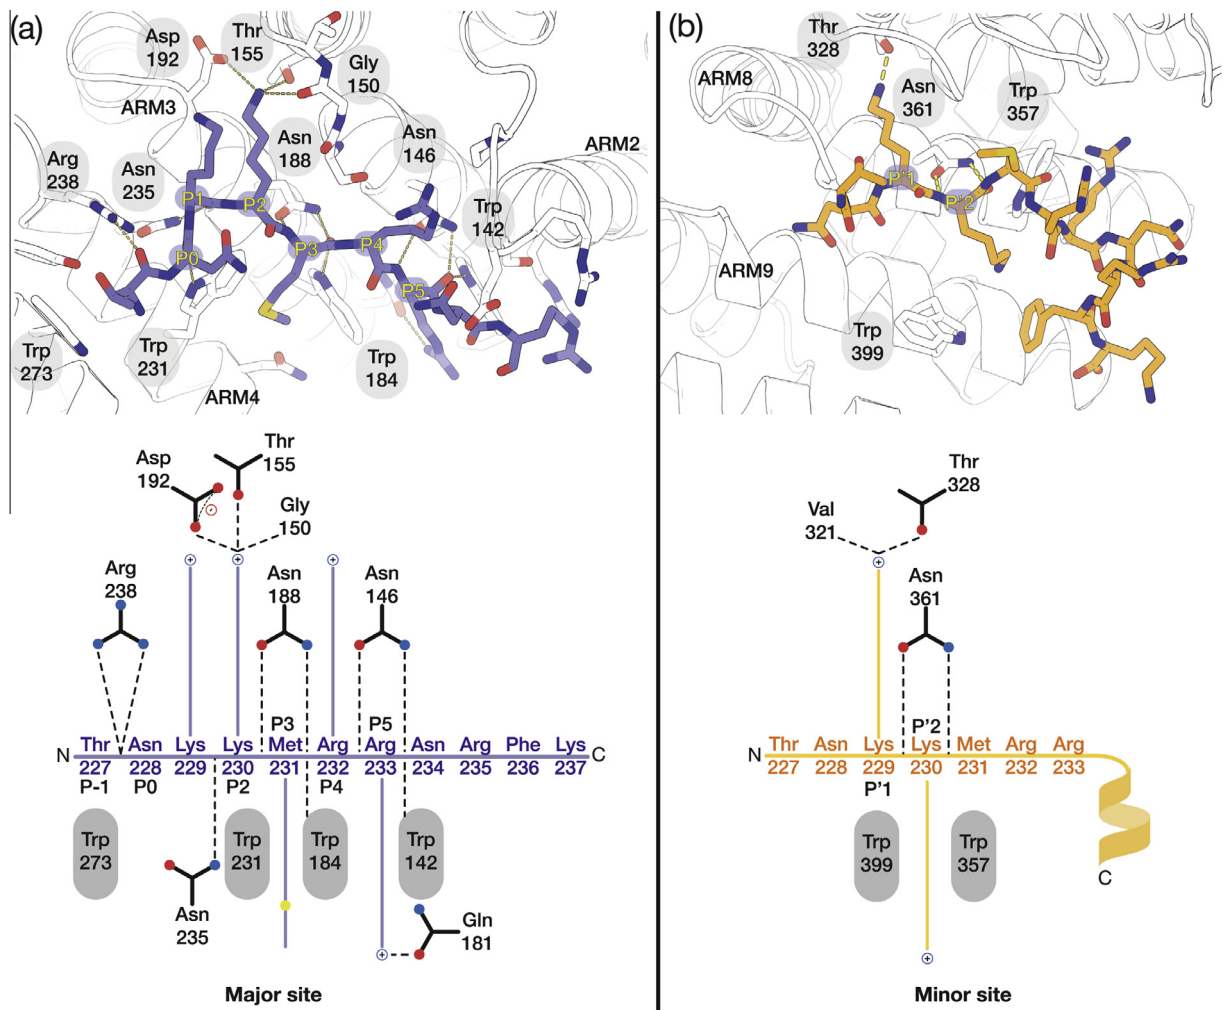 (a)
Asp
192
Thr
155
Gly
150
ARM3
Asn
188
Asn
146
ARM2
Arg
238
Asn
235
P1
P2
Trp
142
P0
P3
P4
P5
Trp
273
Trp
231
Trp
184
ARM4
Asp
192
Thr
155
Gly
150
Arg
238
Asn
188
Asn
146
P3
P5
N Thr Asn Lys Lys Met Arg Arg Asn Arg Phe Lys C
227 228 229 230 231 232 233 234 235 236 237
P-1 P0 P2 P4
Trp
273
Trp
231
Trp
184
Trp
142
Asn
235
Gln
181
Major site
(b)
Thr
328
ARM8
Asn
361
Trp
357
P'1
P'2
ARM9
Trp
399
Thr
328
Val
321
Asn
361
P'2
N Thr Asn Lys Lys Met Arg Arg
227 228 229 230 231 232 233
P'1
Trp
399
Trp
357
C
Minor site